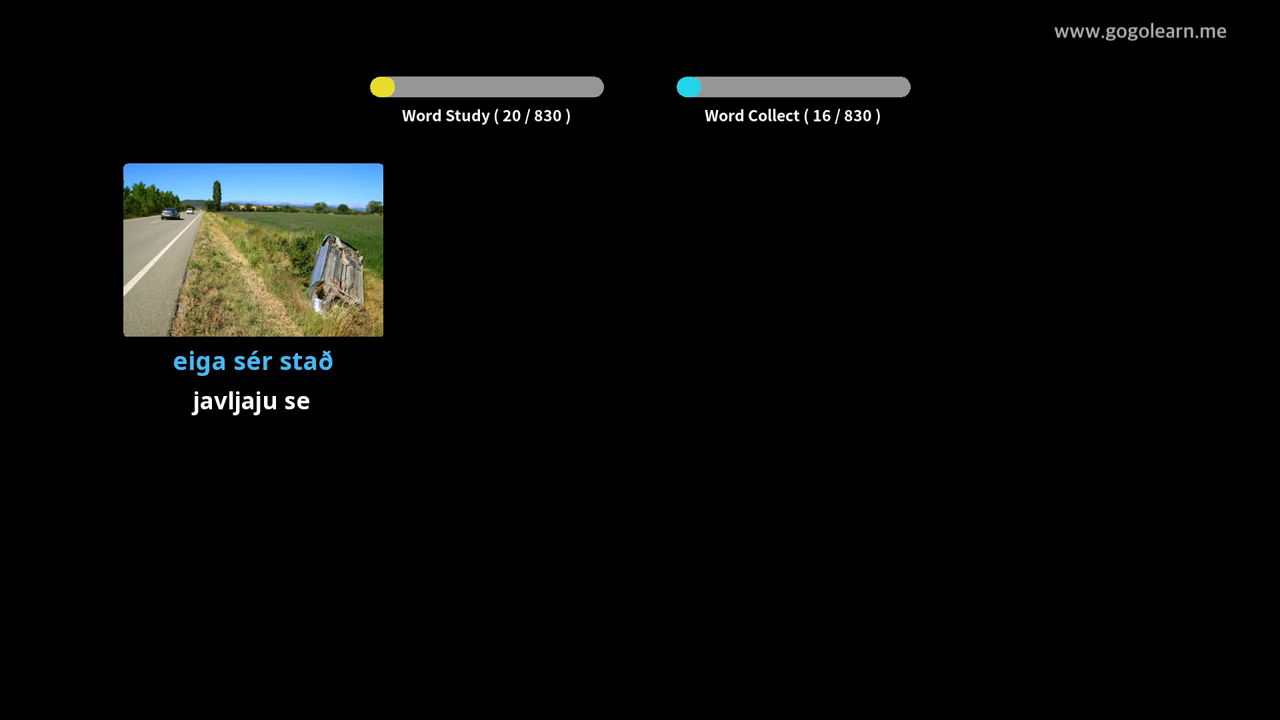 www.gogolearn.me
Word Study ( 20 / 830 )
Word Collect ( 16 / 830 )
eiga sér stað
javljaju se